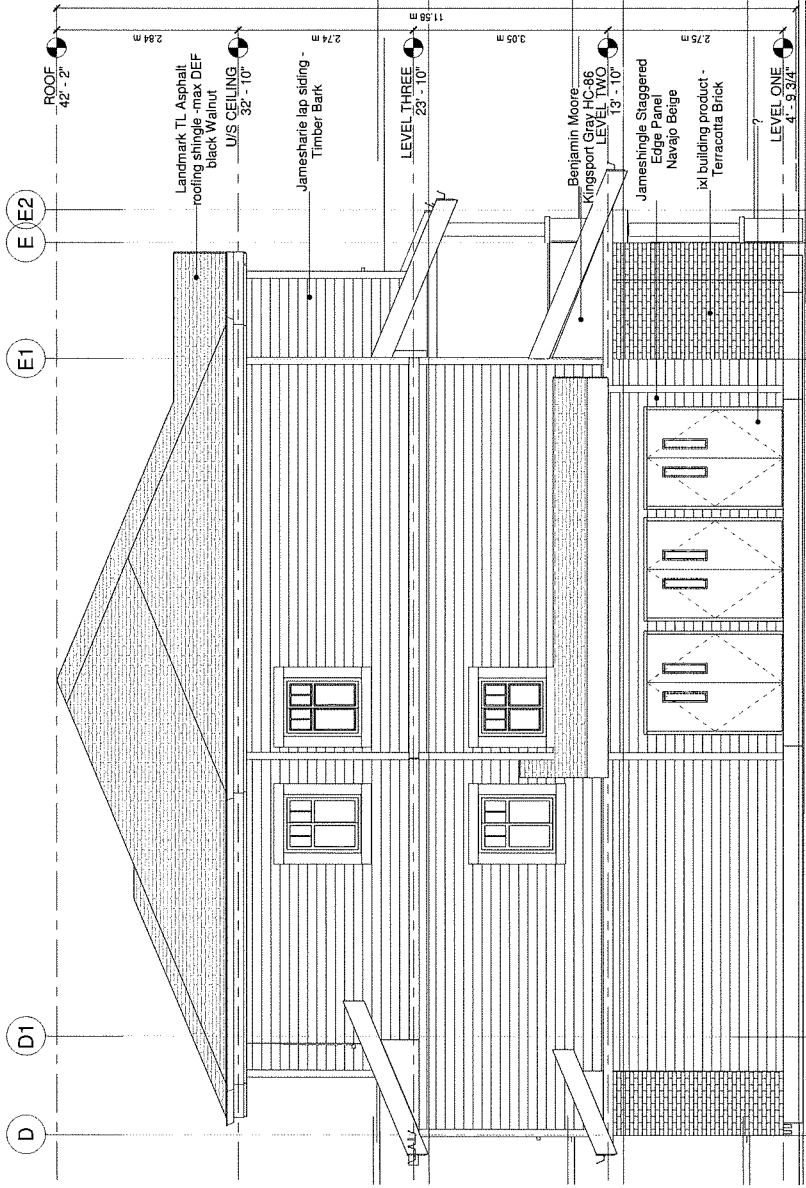 D
D1
E1
E
E2
ROOF
42' - 2"
Landmark TL Asphalt
roofing shingle -max DEF
black Walnut
U/S CEILING
32' - 10"
Jamesharie lap siding -
Timber Bark
LEVEL THREE
23' - 10"
Benjamin Moore
Kingsport Gray HC-86
LEVEL TWO
13' - 10"
Jameshingle Staggered
Edge Panel
Navajo Beige
ixl building product -
Terracotta Brick
?
LEVEL ONE
4' - 9 3/4"
2.84 m
2.74 m
3.05 m
2.75 m
11.58 m